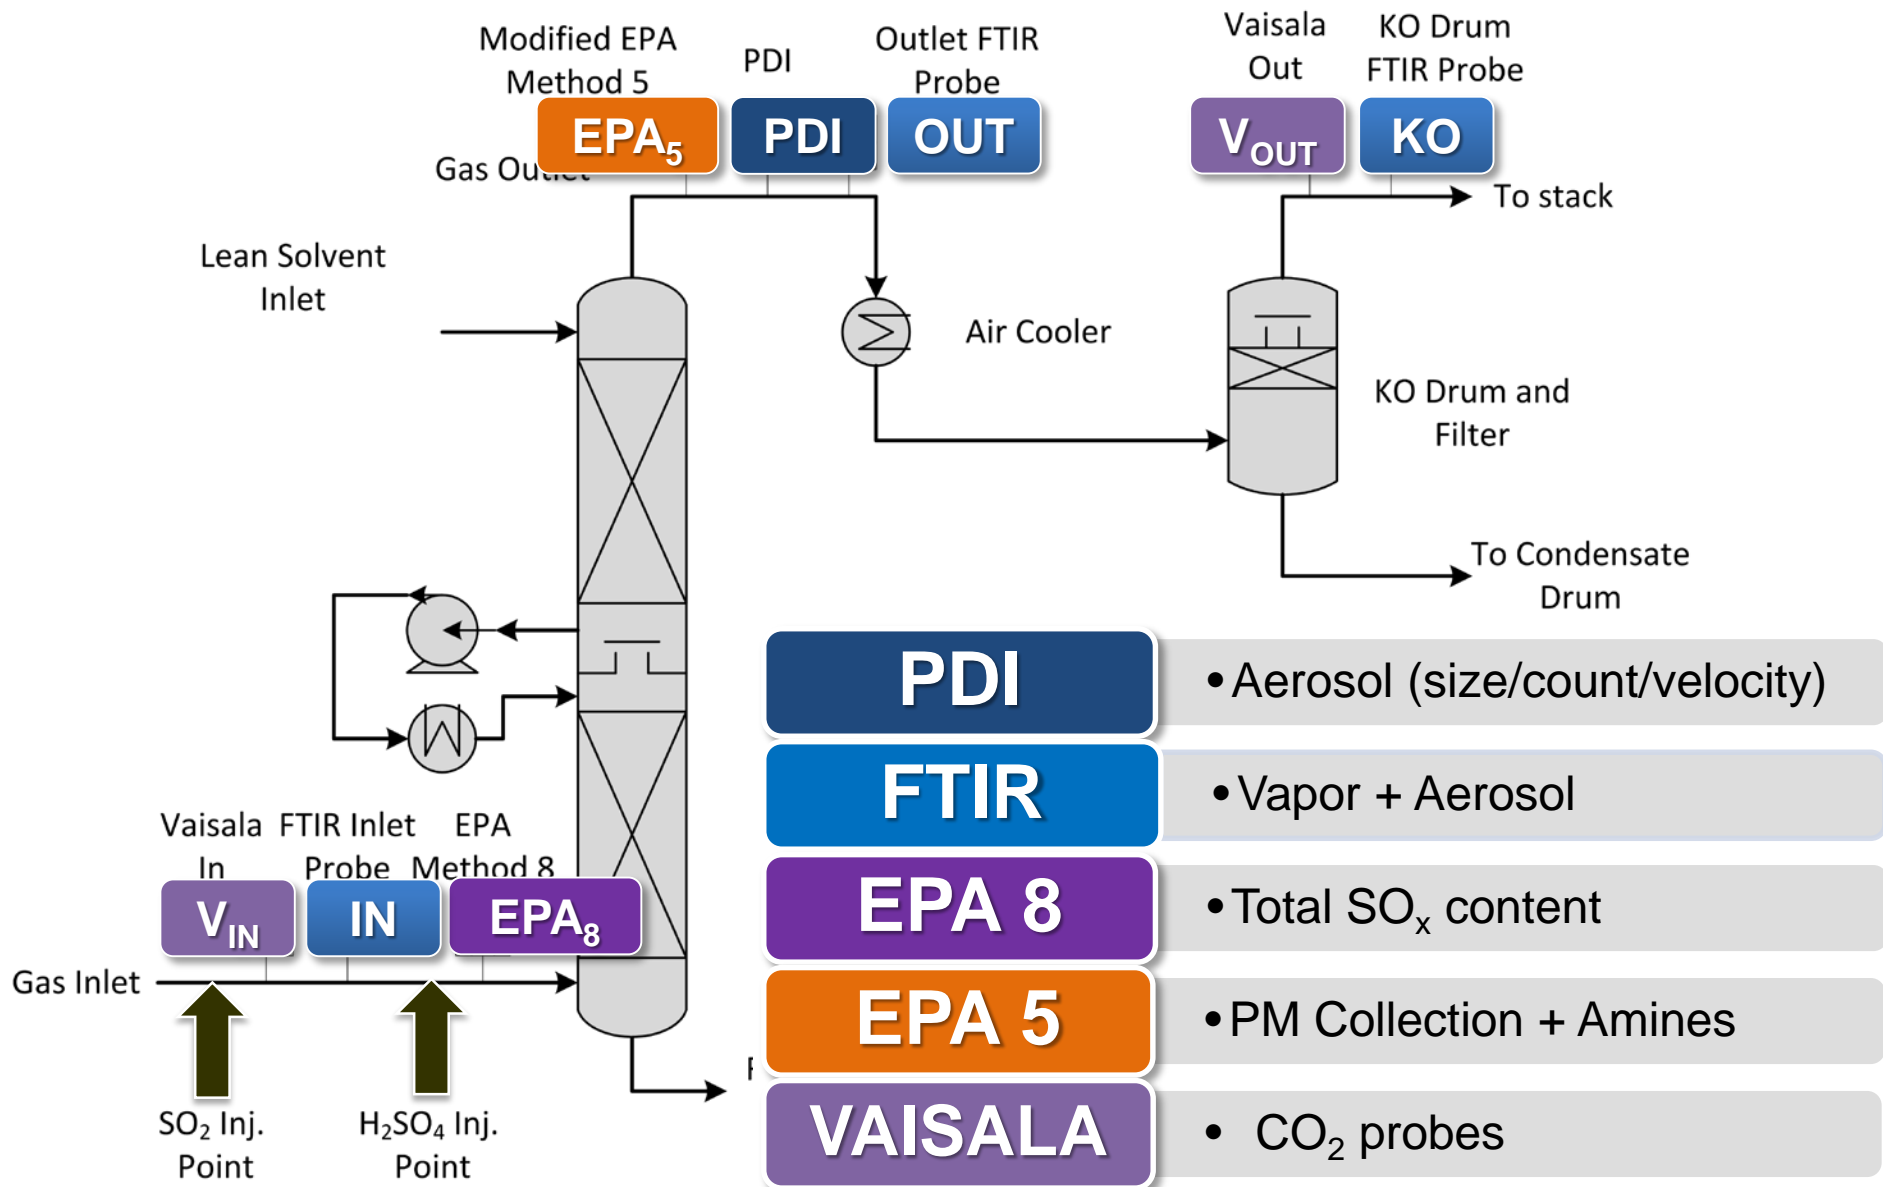 Modified EPA
Method 5
PDI
Outlet FTIR
Probe
Vaisala
Out
KO Drum
FTIR Probe
EPA5
PDI
OUT
VOUT
KO
Gas Outlet
To stack
Lean Solvent
Inlet
Air Cooler
KO Drum and
Filter
To Condensate
Drum
PDI
•Aerosol (size/count/velocity)
FTIR
•Vapor + Aerosol
EPA 8
•Total SOx content
EPA 5
•PM Collection + Amines
VAISALA
• CO2 probes
Vaisala
In
FTIR Inlet
Probe
EPA
Method 8
VIN
IN
EPA8
Gas Inlet
SO2 Inj.
Point
H2SO4 Inj.
Point